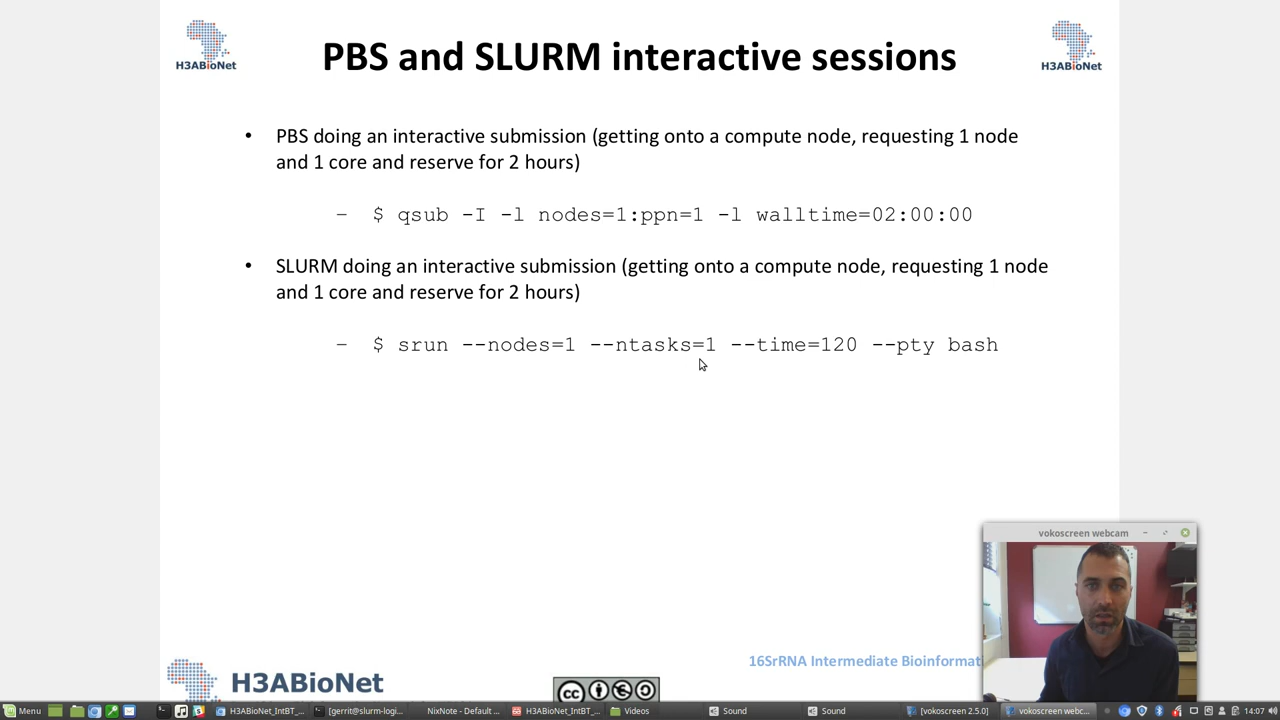 H3ABioNet
PBS and SLURM interactive sessions
H3ABioNet
• PBS doing an interactive submission (getting onto a compute node, requesting 1 node
and 1 core and reserve for 2 hours)
– $ qsub -I -l nodes=1:ppn=1 -l walltime=02:00:00
• SLURM doing an interactive submission (getting onto a compute node, requesting 1 node
and 1 core and reserve for 2 hours)
– $ srun --nodes=1 --ntasks=1 --time=120 --pty bash
vokoscreen webcam
16SrRNA Intermediate Bioinformati
H3ABioNet
cc
Menu H3ABioNet_IntBT_... [gerrit@slurm-logi... NixNote - Default ... H3ABioNet_IntBT_... Videos Sound Sound [vokoscreen 2.5.0] vokoscreen webc... 14:07